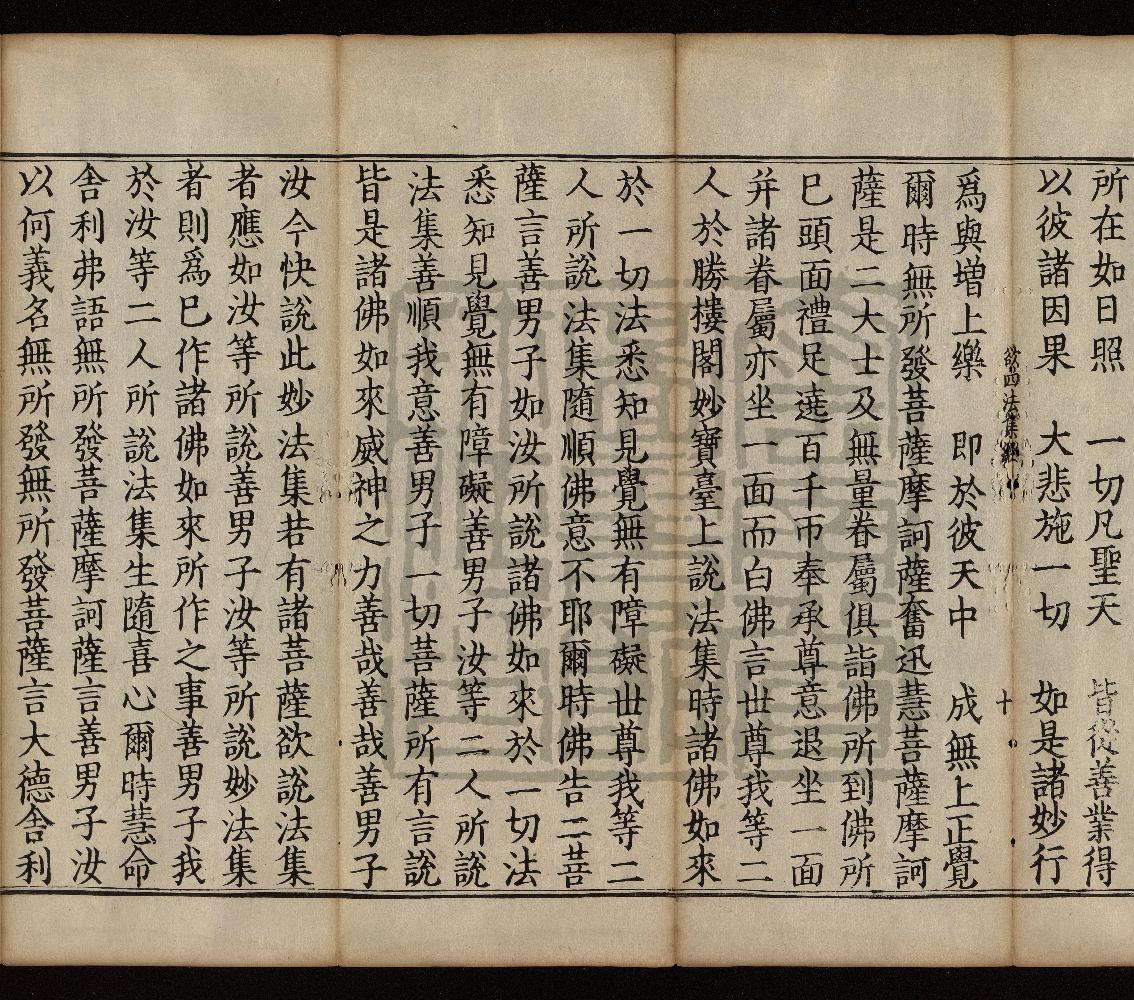 所在如日照　一切凡聖天　皆從善業得
以彼諸因果　大悲施一切　如是諸妙行
欲四法集經　十
爲與增上樂　即於彼天中　成無上正覺
爾時無所發菩薩摩訶薩奮迅慧菩薩摩訶
薩是二大士及無量眷屬俱詣佛所到佛所
已頭面禮足遶百千帀奉承尊意退坐一面
并諸眷屬亦坐一面而白佛言世尊我等二
人於勝樓閣妙寶臺上說法集時諸佛如來
於一切法悉知見覺無有障礙世尊我等二
人所說法集隨順佛意不耶爾時佛告二菩
薩言善男子如汝所說諸佛如來於一切法
悉知見覺無有障礙善男子汝等二人所說
法集善順我意善男子一切菩薩所有言說
皆是諸佛如來威神之力善哉善哉善男子
汝今快說此妙法集若有諸菩薩欲說法集
者應如汝等所說善男子汝等所說妙法集
者則爲已作諸佛如來所作之事善男子我
於汝等二人所說法集生隨喜心爾時慧命
舍利弗語無所發菩薩摩訶薩言善男子汝
以何義名無所發無所發菩薩言大德舍利